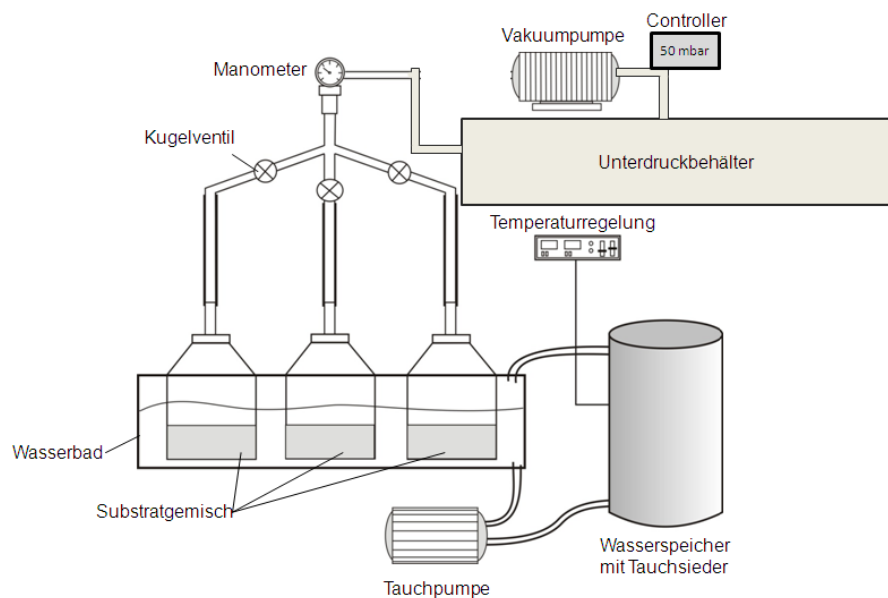 Controller
Vakuumpumpe
50 mbar
Manometer
Kugelventil
Unterdruckbehälter
Temperaturregelung
Wasserbad
Substratgemisch
Tauchpumpe
Wasserspeicher
mit Tauchsieder